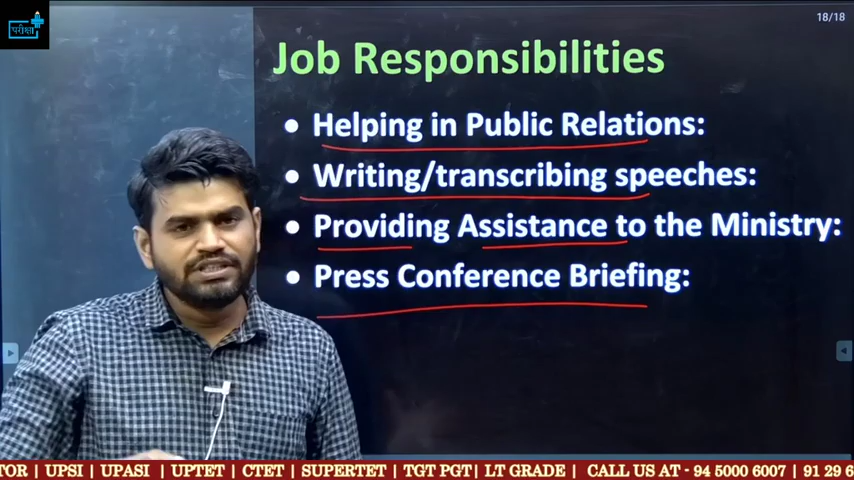 परीक्षा
18/18
Job Responsibilities
• Helping in Public Relations:
• Writing/transcribing speeches:
• Providing Assistance to the Ministry:
• Press Conference Briefing:
TOR | UPSI | UPASI | UPTET | CTET | SUPERTET | TGT PGT| LT GRADE | CALL US AT - 94 5000 6007 | 91 29 6